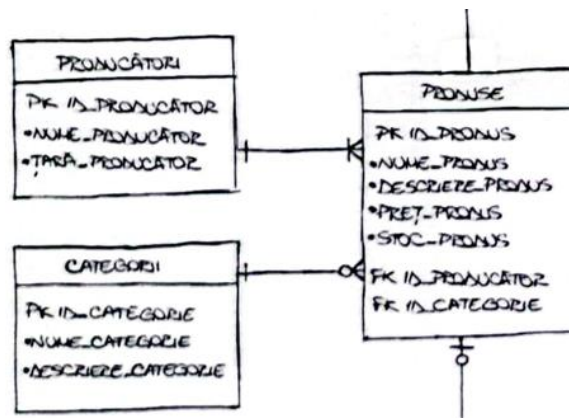 PRODUCĂTORI
PK ID_PRODUCĂTOR
•NUME_PRODUCĂTOR
•ȚARĂ_PRODUCĂTOR
CATEGORII
PK ID_CATEGORIE
•NUME_CATEGORIE
•DESCRIERE_CATEGORIE
PRODUSE
PK ID_PRODUS
•NUME_PRODUS
•DESCRIERE_PRODUS
•PREȚ_PRODUS
•STOC_PRODUS
FK ID_PRODUCĂTOR
FK ID_CATEGORIE